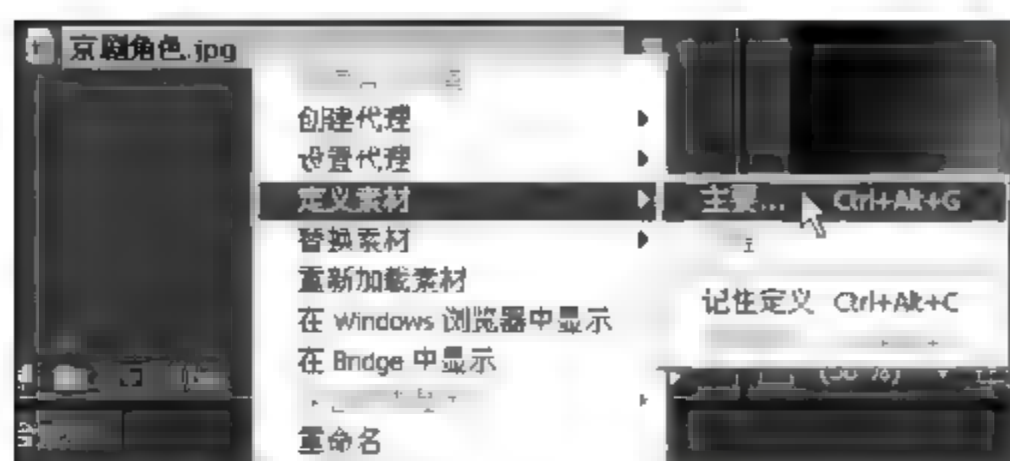 京剧角色.jpg
创建代理
设置代理
定义素材
主要... Ctrl+Alt+G
替换素材
重新加载素材
记住定义 Ctrl+Alt+C
在 Windows 浏览器中显示
在 Bridge 中显示
(50 %)
重命名